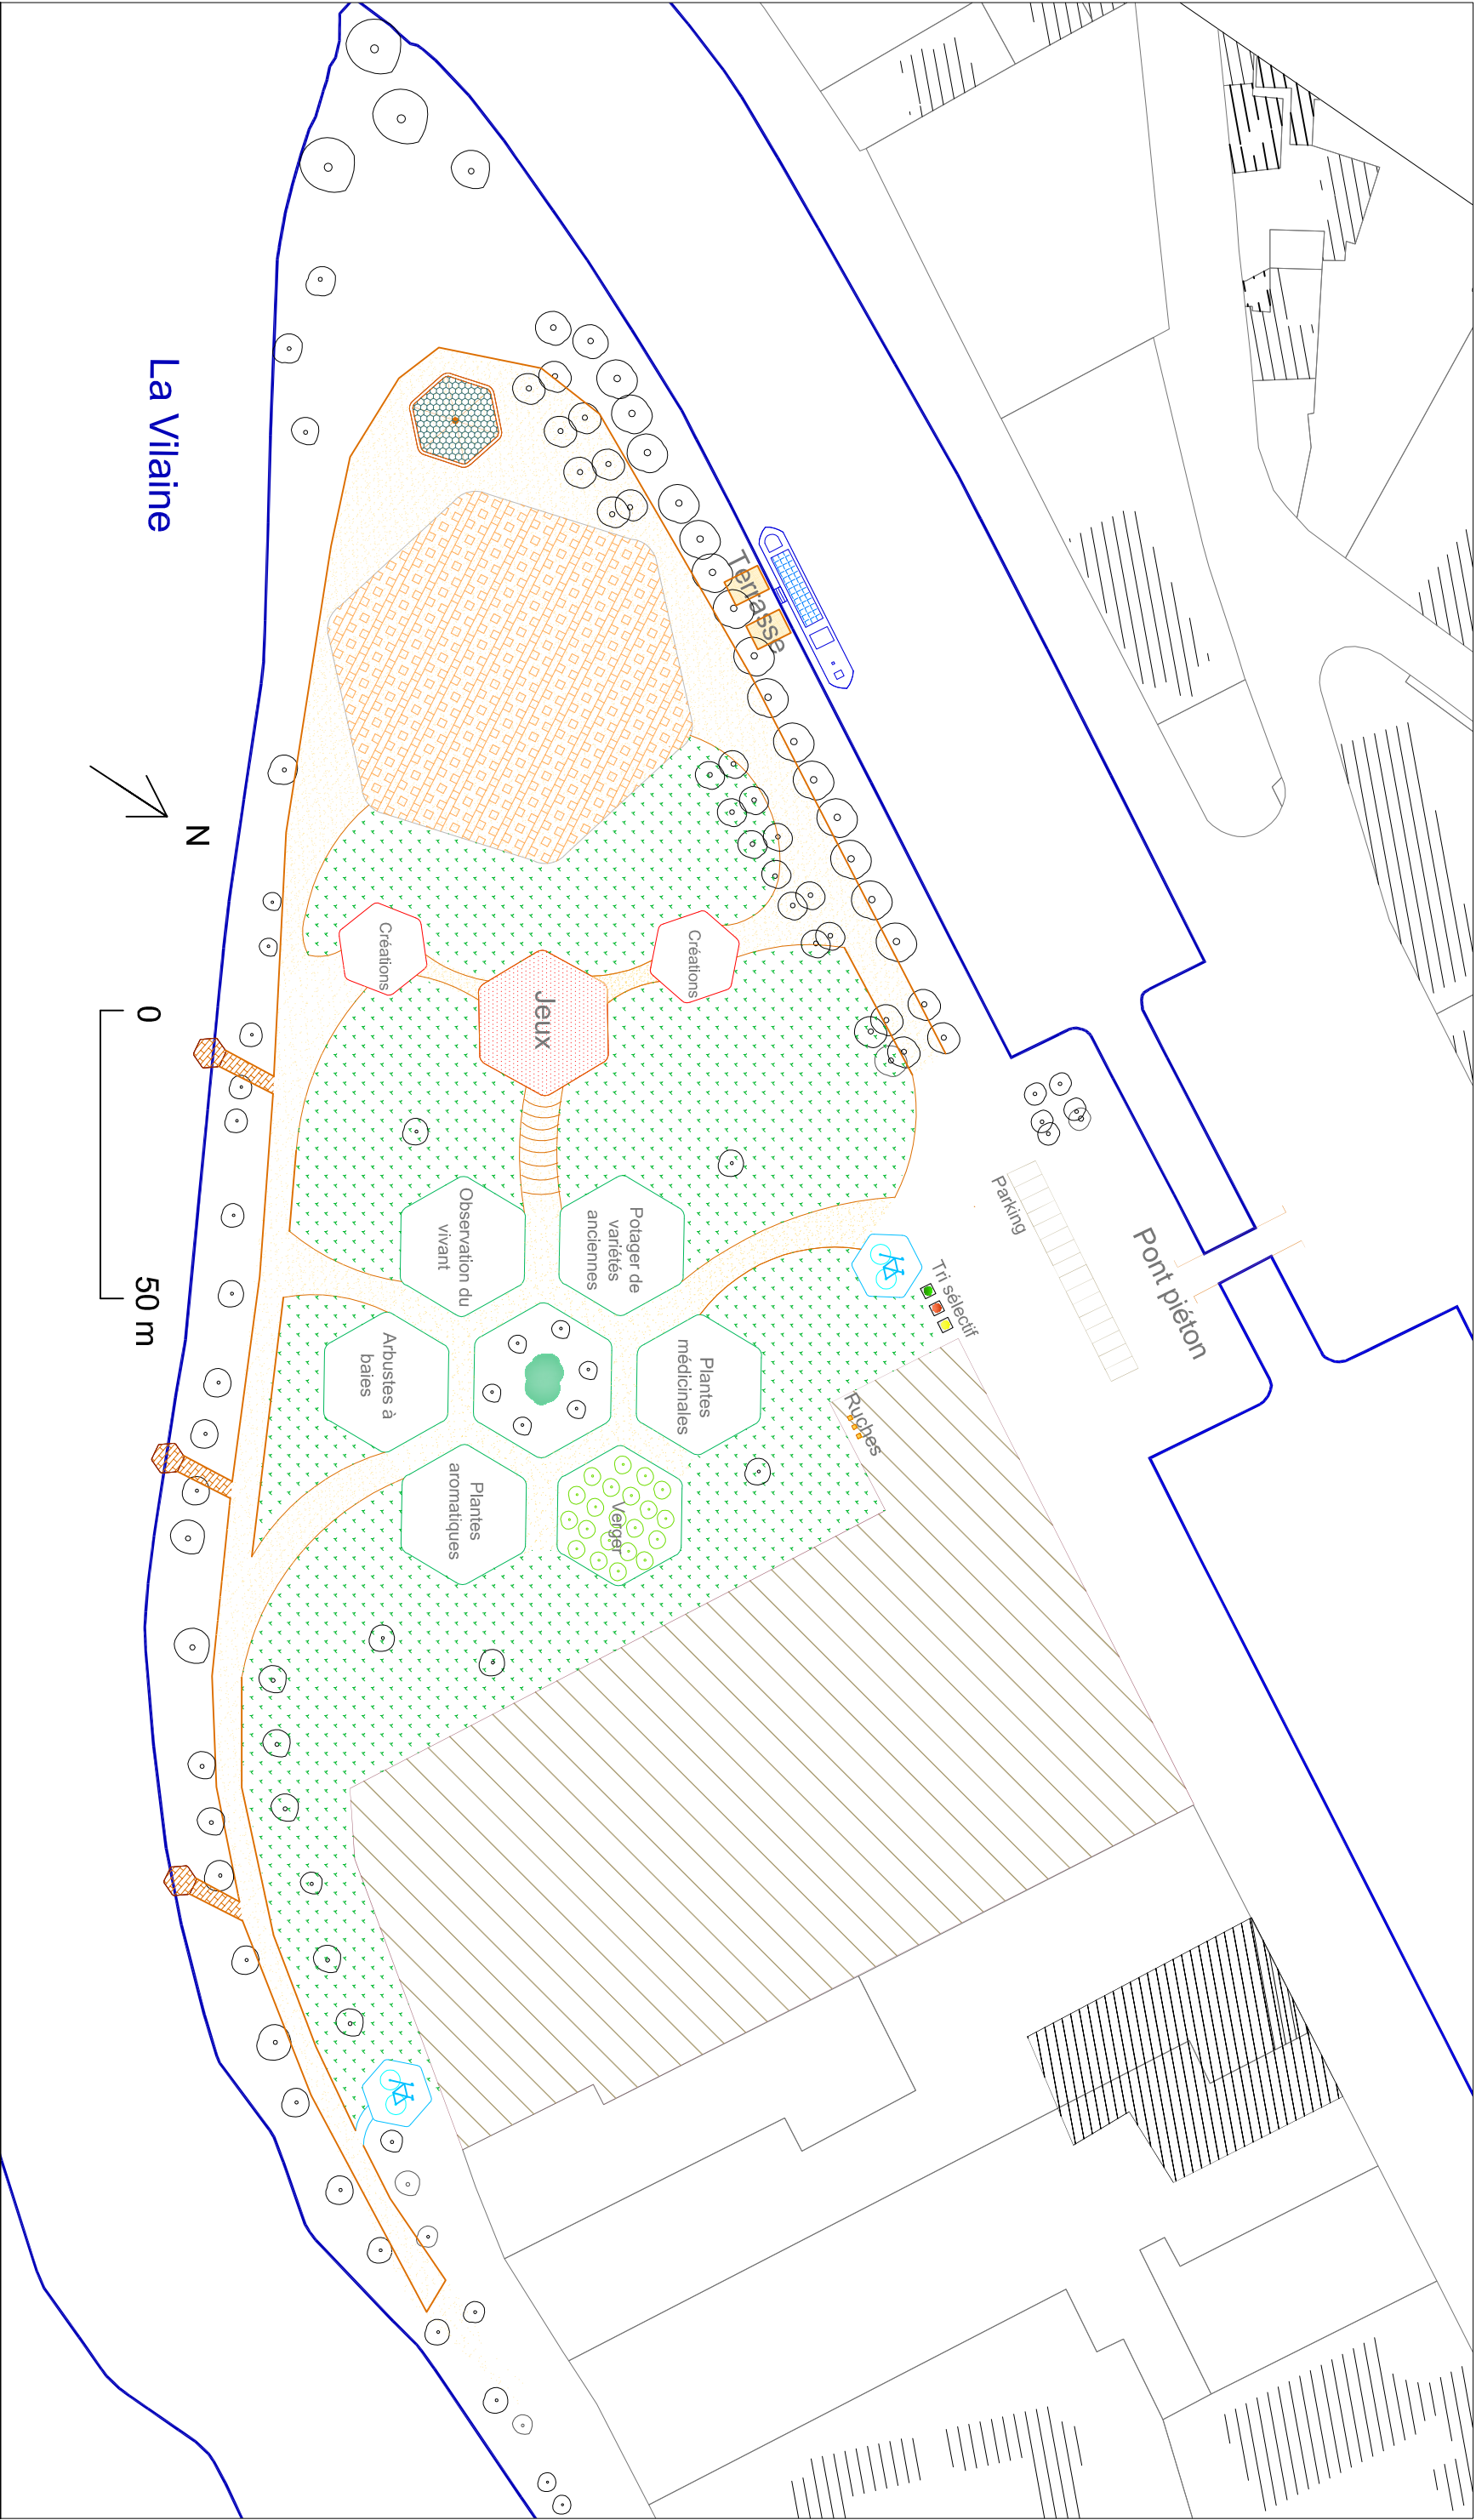 La Vilaine
N
0
50 m
Terrasse
Créations
Créations
Jeux
Observation du
vivant
Potager de
variétés
anciennes
Arbustes à
baies
Plantes
médicinales
Plantes
aromatiques
Verger
Ruches
Tri sélectif
Parking
Pont piéton